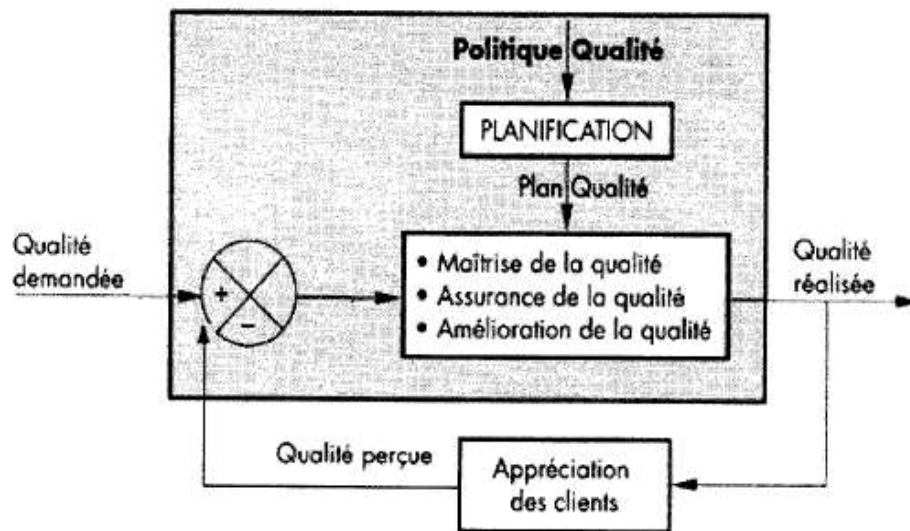 Politique Qualité
PLANIFICATION
Plan Qualité
Qualité
demandée
+
−
• Maîtrise de la qualité
• Assurance de la qualité
• Amélioration de la qualité
Qualité
réalisée
Qualité perçue
Appréciation
des clients